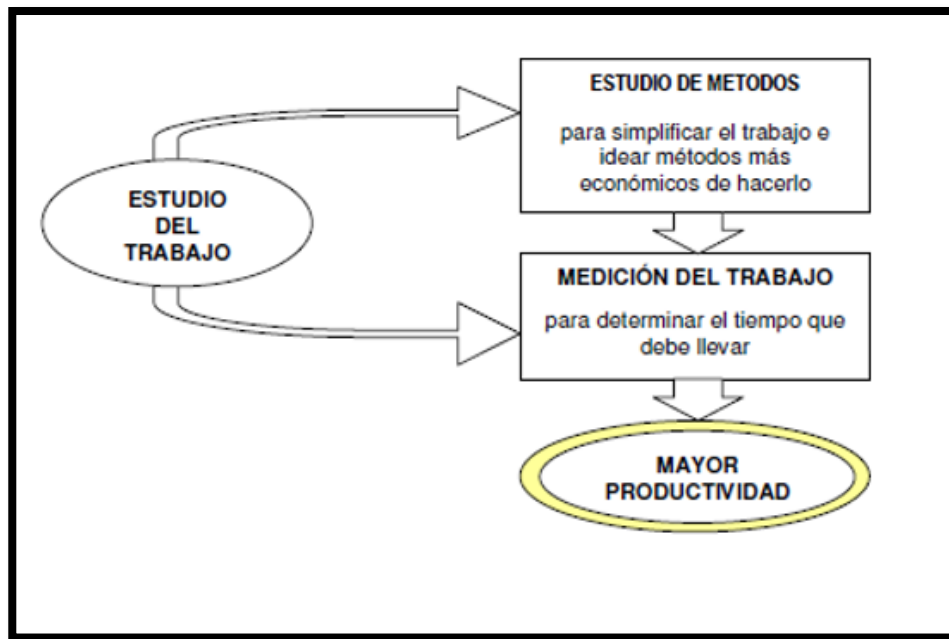 ESTUDIO
DEL
TRABAJO
ESTUDIO DE METODOS
para simplificar el trabajo e
idear métodos más
económicos de hacerlo
MEDICIÓN DEL TRABAJO
para determinar el tiempo que
debe llevar
MAYOR
PRODUCTIVIDAD